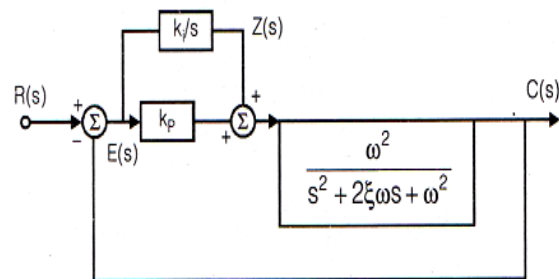 kᵢ/s
Z(s)
R(s)
+
Σ
−
E(s)
kₚ
+
+
Σ
C(s)
ω²
s² + 2ξωs + ω²